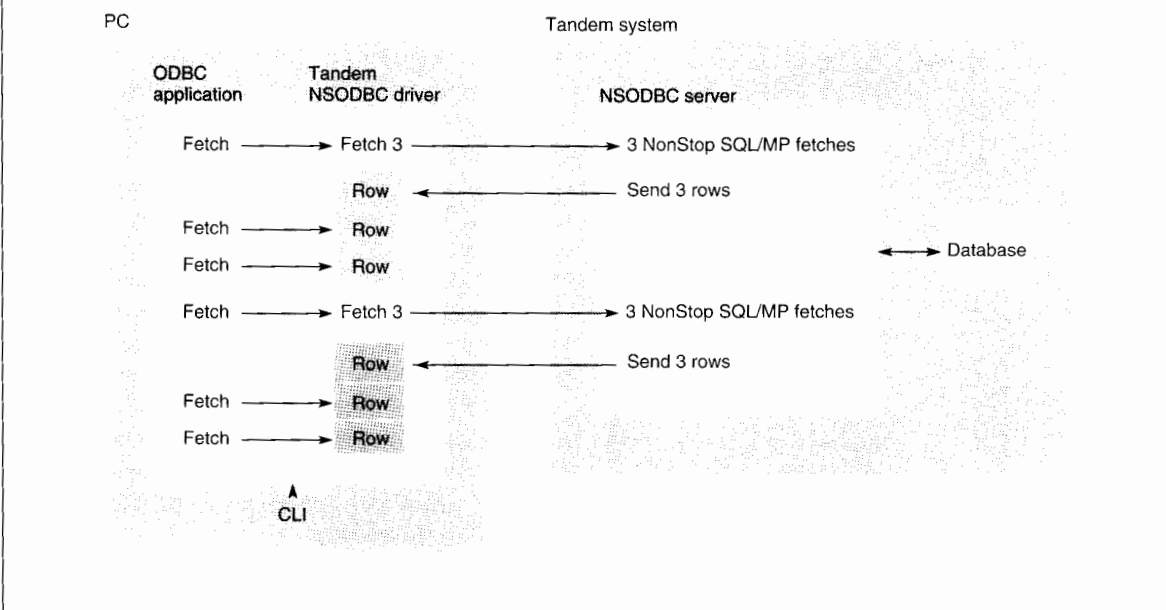 PC
Tandem system
ODBC
application
Tandem
NSODBC driver
NSODBC server
Fetch
Fetch 3
3 NonStop SQL/MP fetches
Row
Send 3 rows
Fetch
Row
Database
Fetch
Row
Fetch
Fetch 3
3 NonStop SQL/MP fetches
Row
Send 3 rows
Fetch
Row
Fetch
Row
CLI